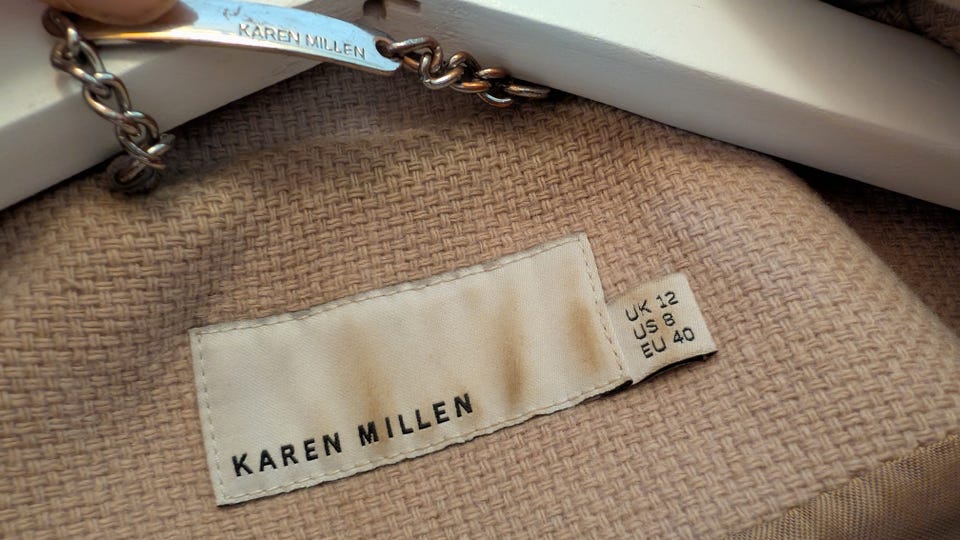 KAREN MILLEN
KAREN MILLEN
UK 12
US 8
EU 40